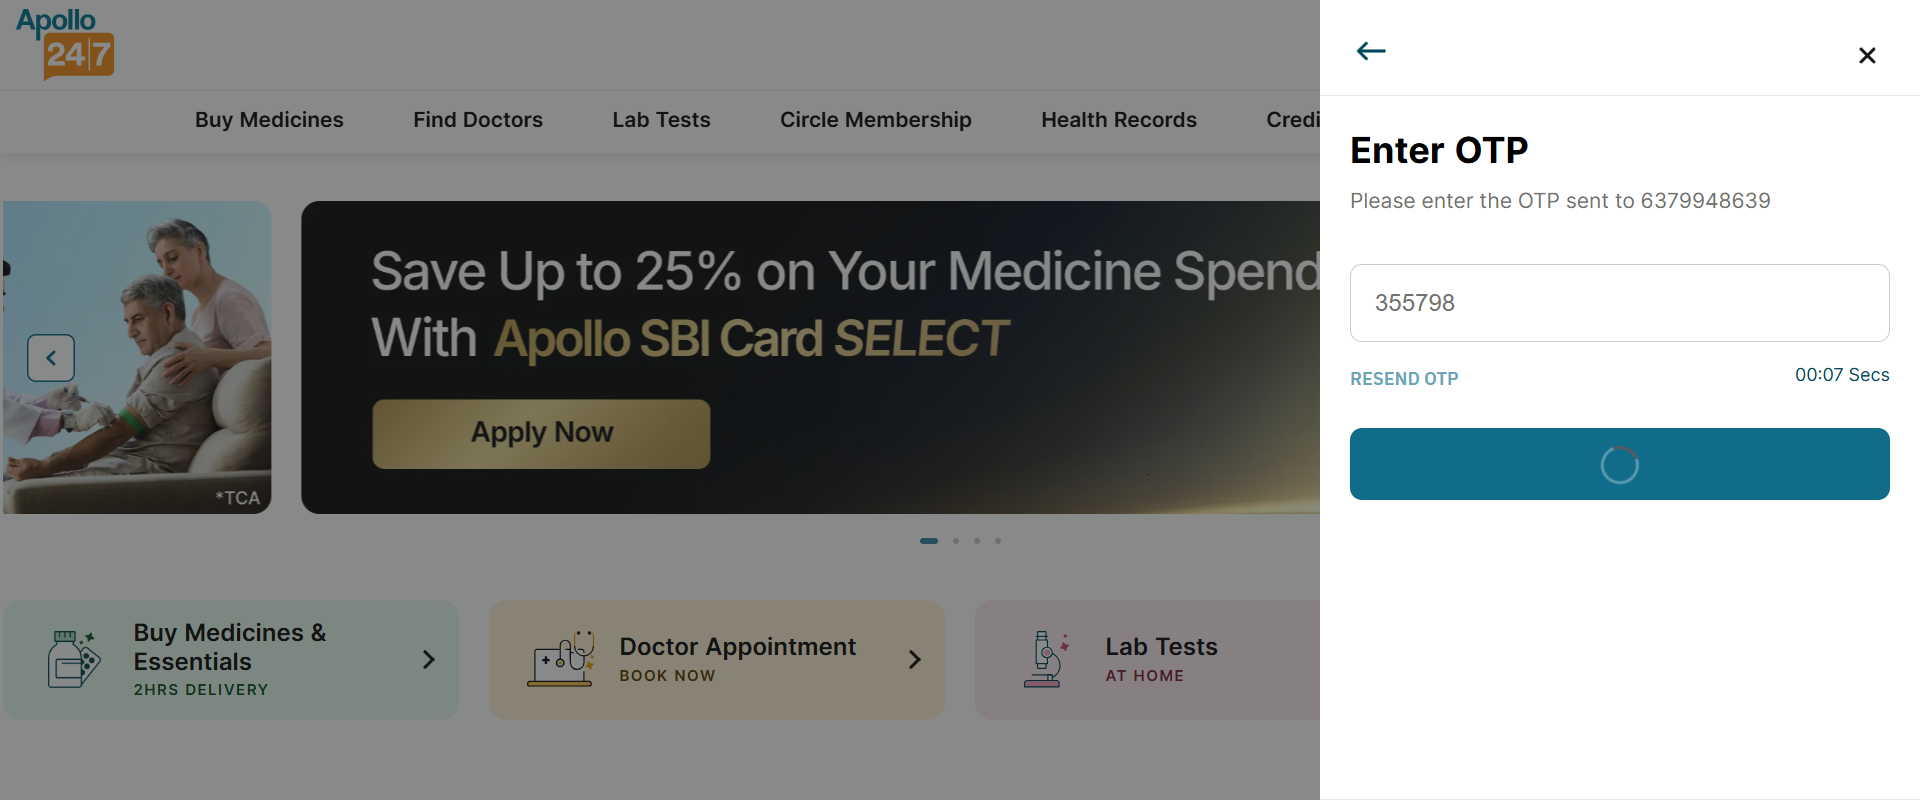 Apollo
24|7
Buy Medicines
Find Doctors
Lab Tests
Circle Membership
Health Records
Credi
*TCA
Save Up to 25% on Your Medicine Spend
With Apollo SBI Card SELECT
Apply Now
Buy Medicines &
Essentials
2HRS DELIVERY
Doctor Appointment
BOOK NOW
Lab Tests
AT HOME
Enter OTP
Please enter the OTP sent to 6379948639
355798
RESEND OTP
00:07 Secs